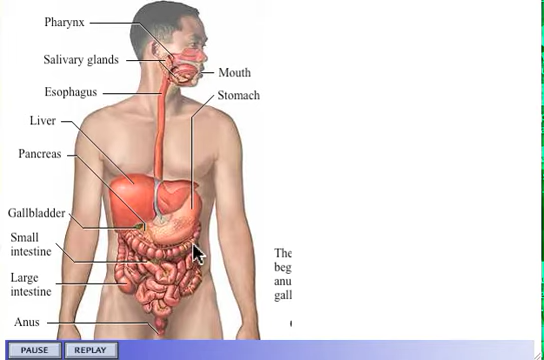 Pharynx
Salivary glands
Mouth
Esophagus
Stomach
Liver
Pancreas
Gallbladder
Small
intestine
Large
intestine
Anus
The
beg
anu
gall
PAUSE
REPLAY